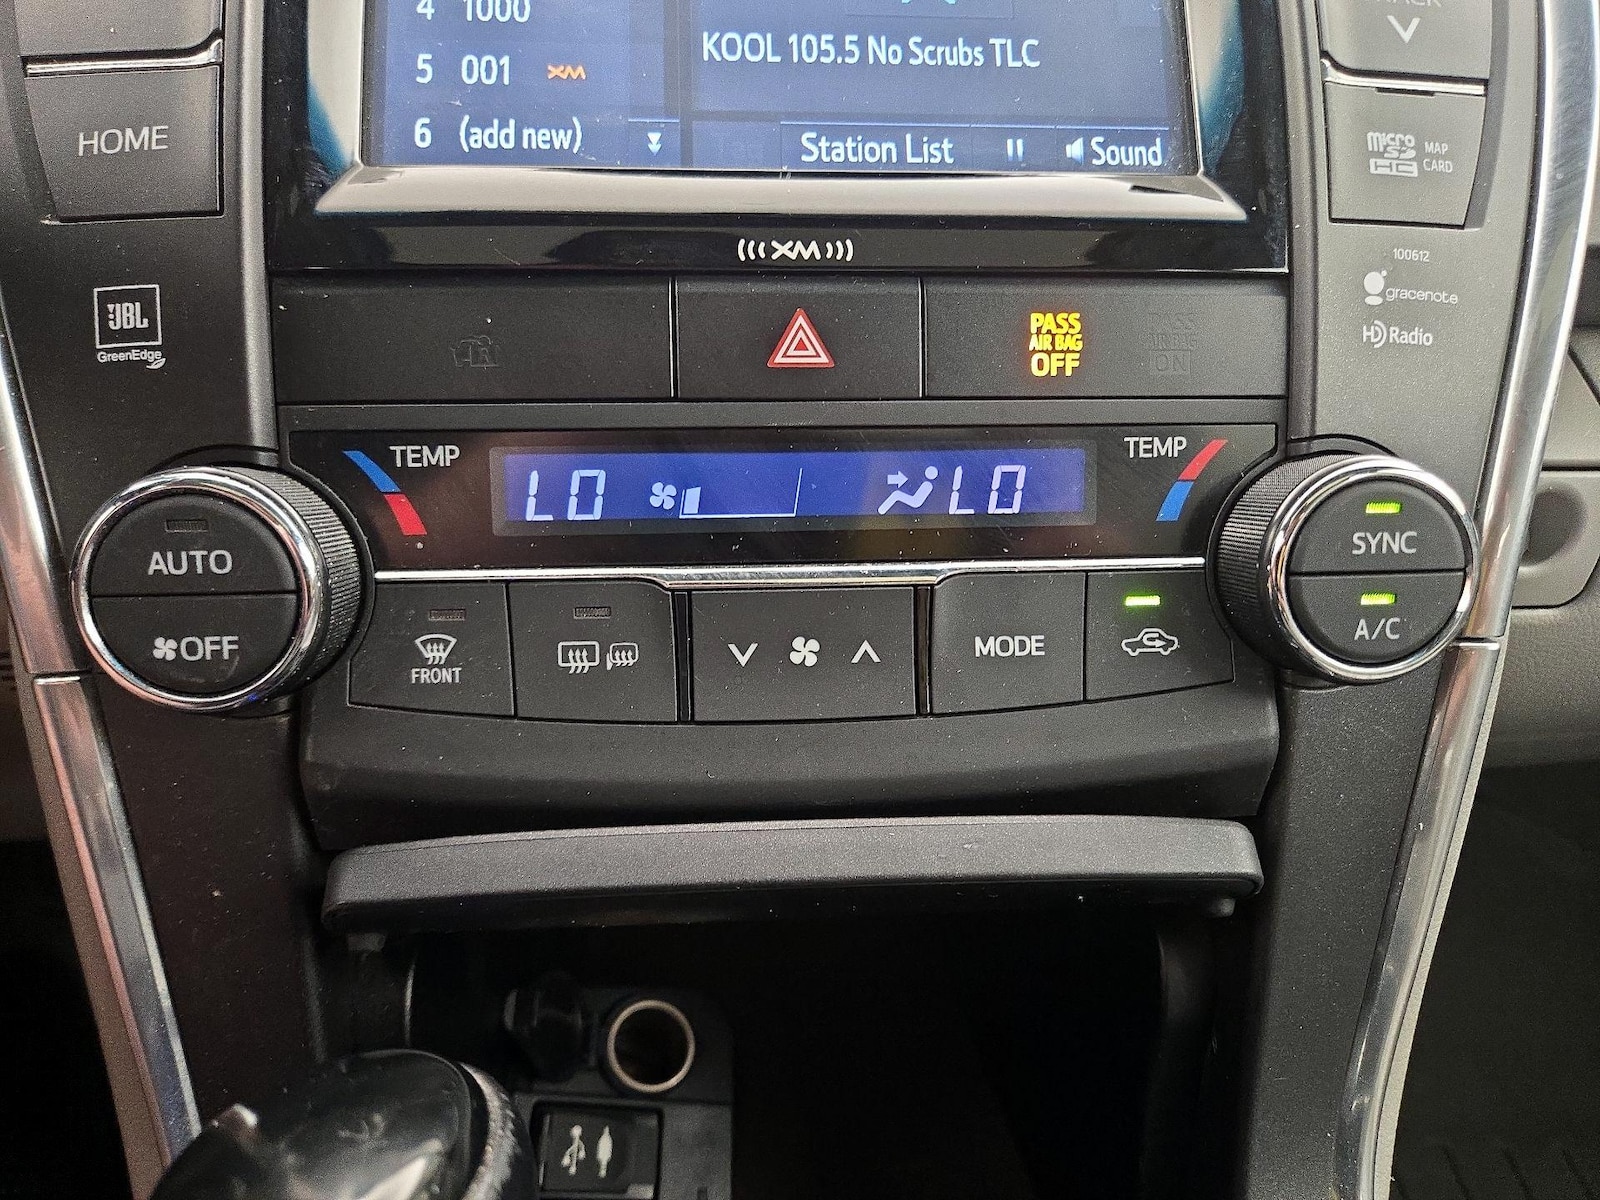 4 1000
5 001 XM
6 (add new)
KOOL 105.5 No Scrubs TLC
Station List
Sound
TRACK
HOME
micro
SD
HC
MAP
CARD
XM
100612
gracenote
HD Radio
JBL
GreenEdge
PASS
AIR BAG
OFF
PASS
AIR BAG
ON
TEMP
LO
LO
TEMP
AUTO
OFF
FRONT
MODE
SYNC
A/C